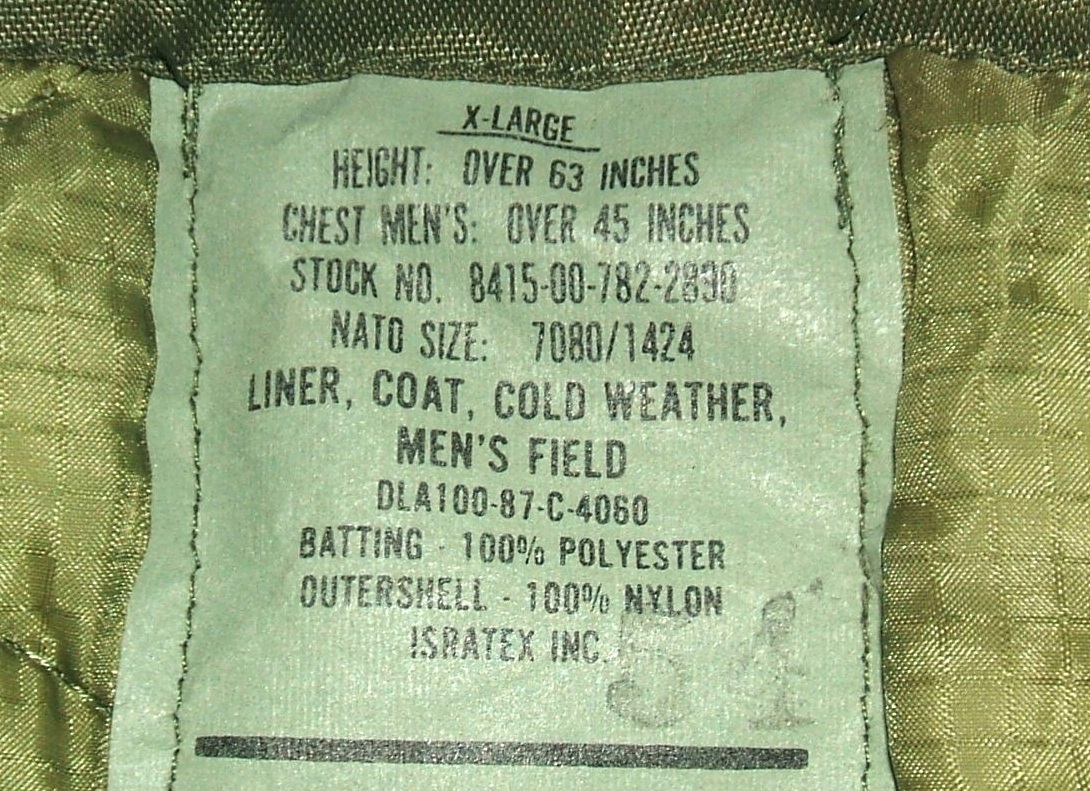 X-LARGE
HEIGHT: OVER 63 INCHES
CHEST MEN'S: OVER 45 INCHES
STOCK NO. 8415-00-782-2890
NATO SIZE: 7080/1424
LINER, COAT, COLD WEATHER,
MEN'S FIELD
DLA100-87-C-4060
BATTING - 100% POLYESTER
OUTERSHELL - 100% NYLON
ISRATEX INC.
54